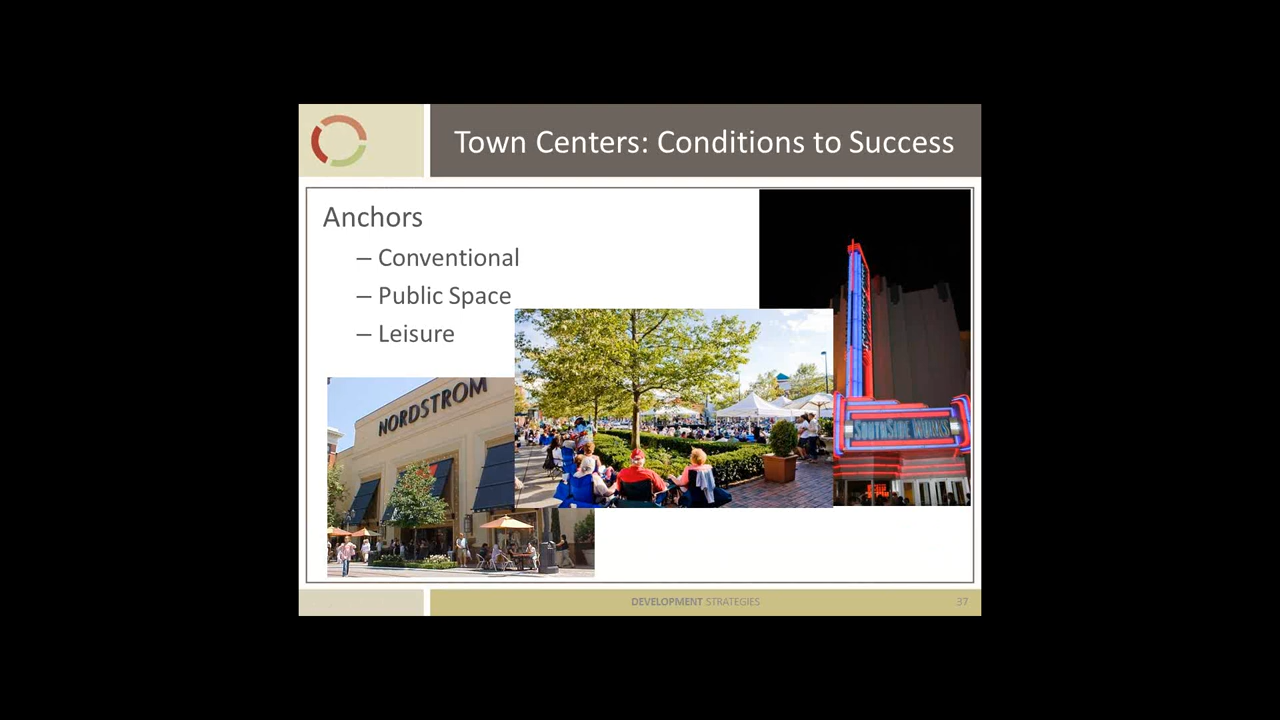 Town Centers: Conditions to Success
Anchors
– Conventional
– Public Space
– Leisure
NORDSTROM
SOUTHSIDE WORKS
DEVELOPMENT STRATEGIES
37